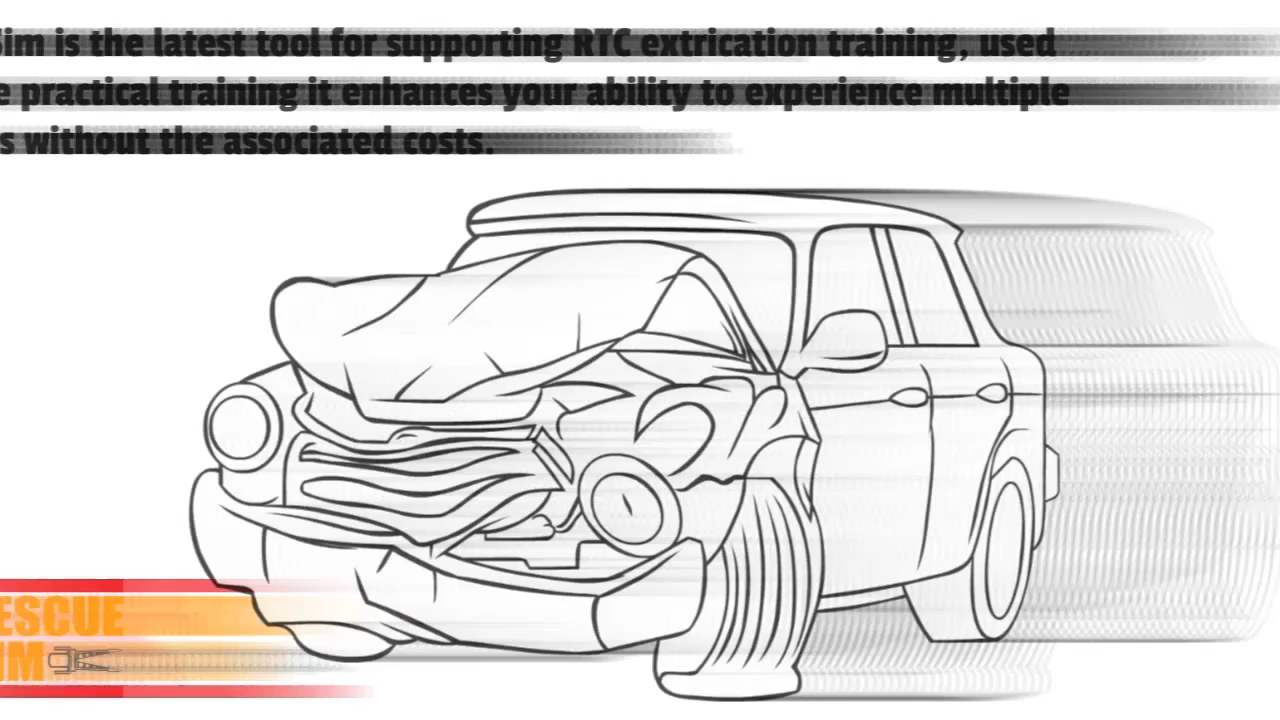 Sim is the latest tool for supporting RTC extrication training, used
e practical training it enhances your ability to experience multiple
s without the associated costs.
ESCUE
IM